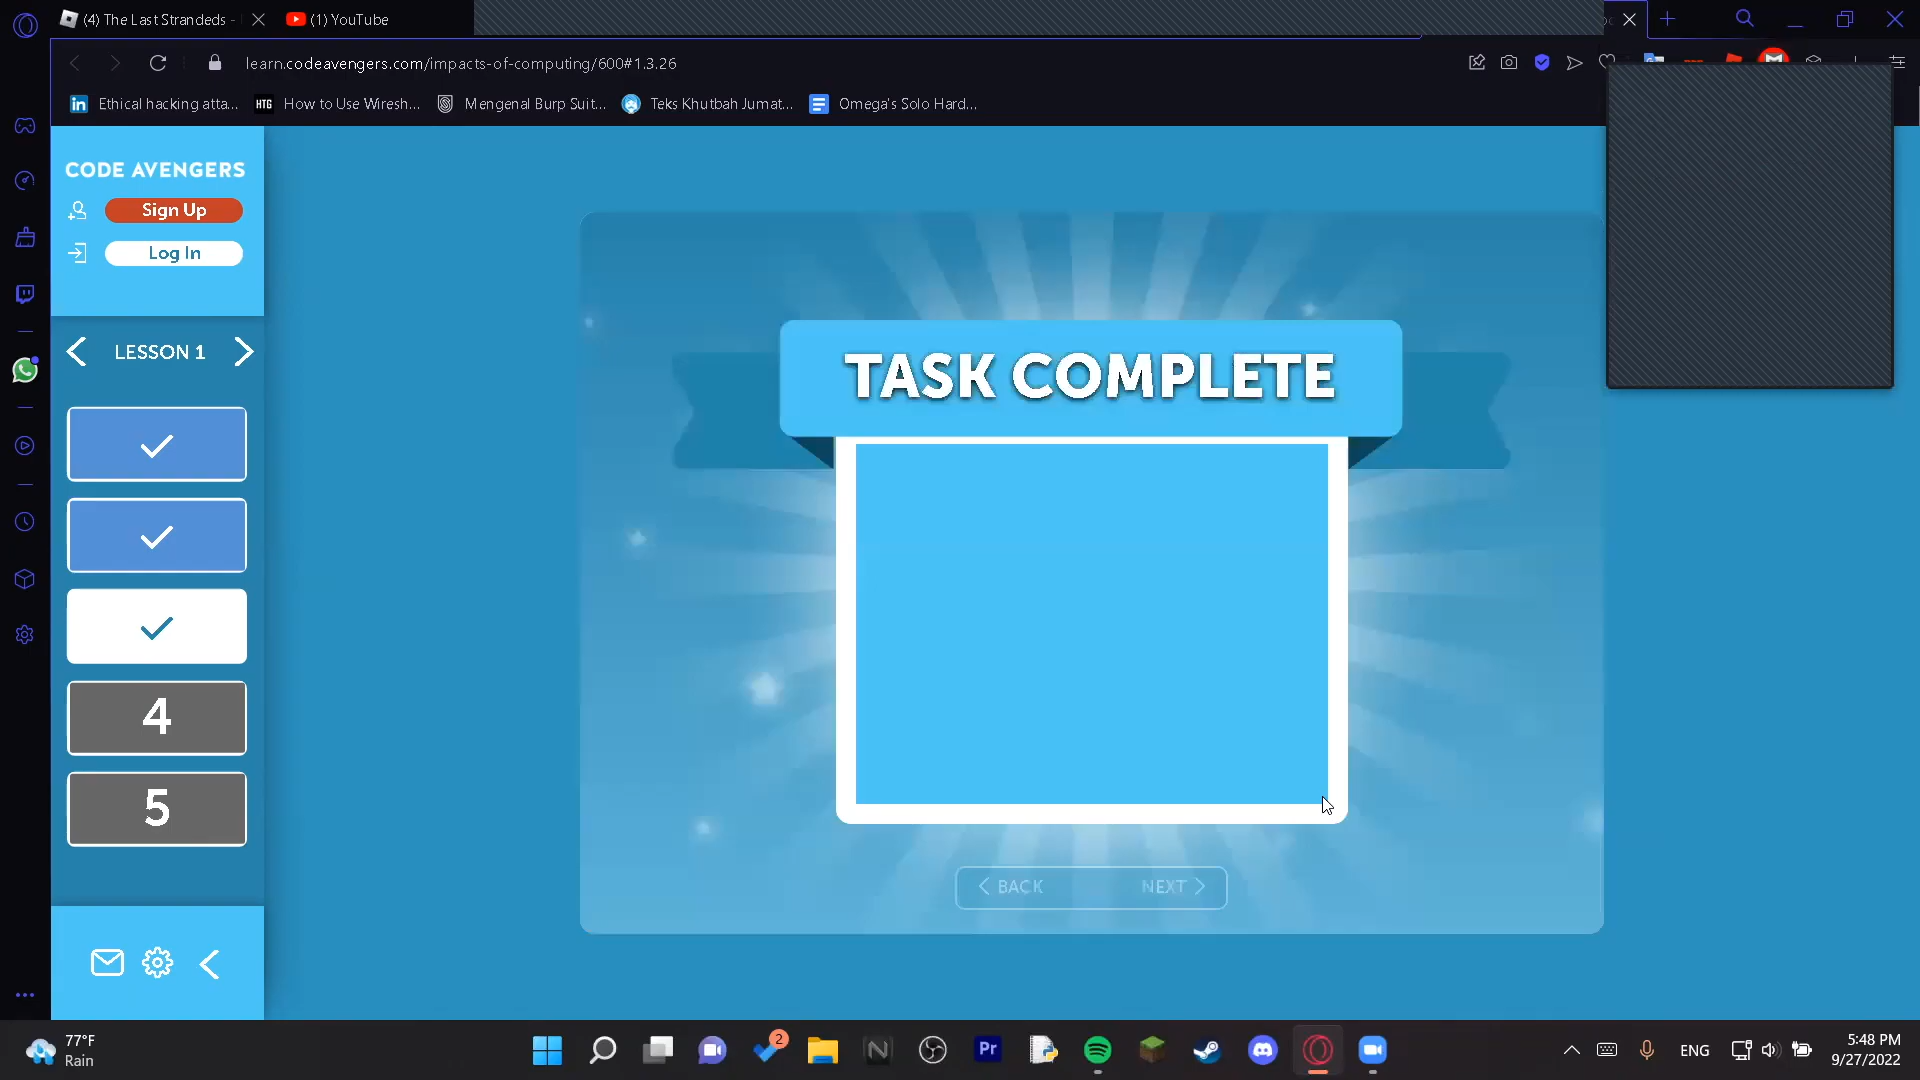 (4) The Last Strandeds -
(1) YouTube
learn.codeavengers.com/impacts-of-computing/600#1.3.26
Ethical hacking atta...
HTG
How to Use Wiresh...
Mengenal Burp Suit...
Teks Khutbah Jumat...
Omega's Solo Hard...
CODE AVENGERS
Sign Up
Log In
LESSON 1
4
5
TASK COMPLETE
BACK
NEXT
77°F
Rain
2
Pr
ENG
5:48 PM
9/27/2022